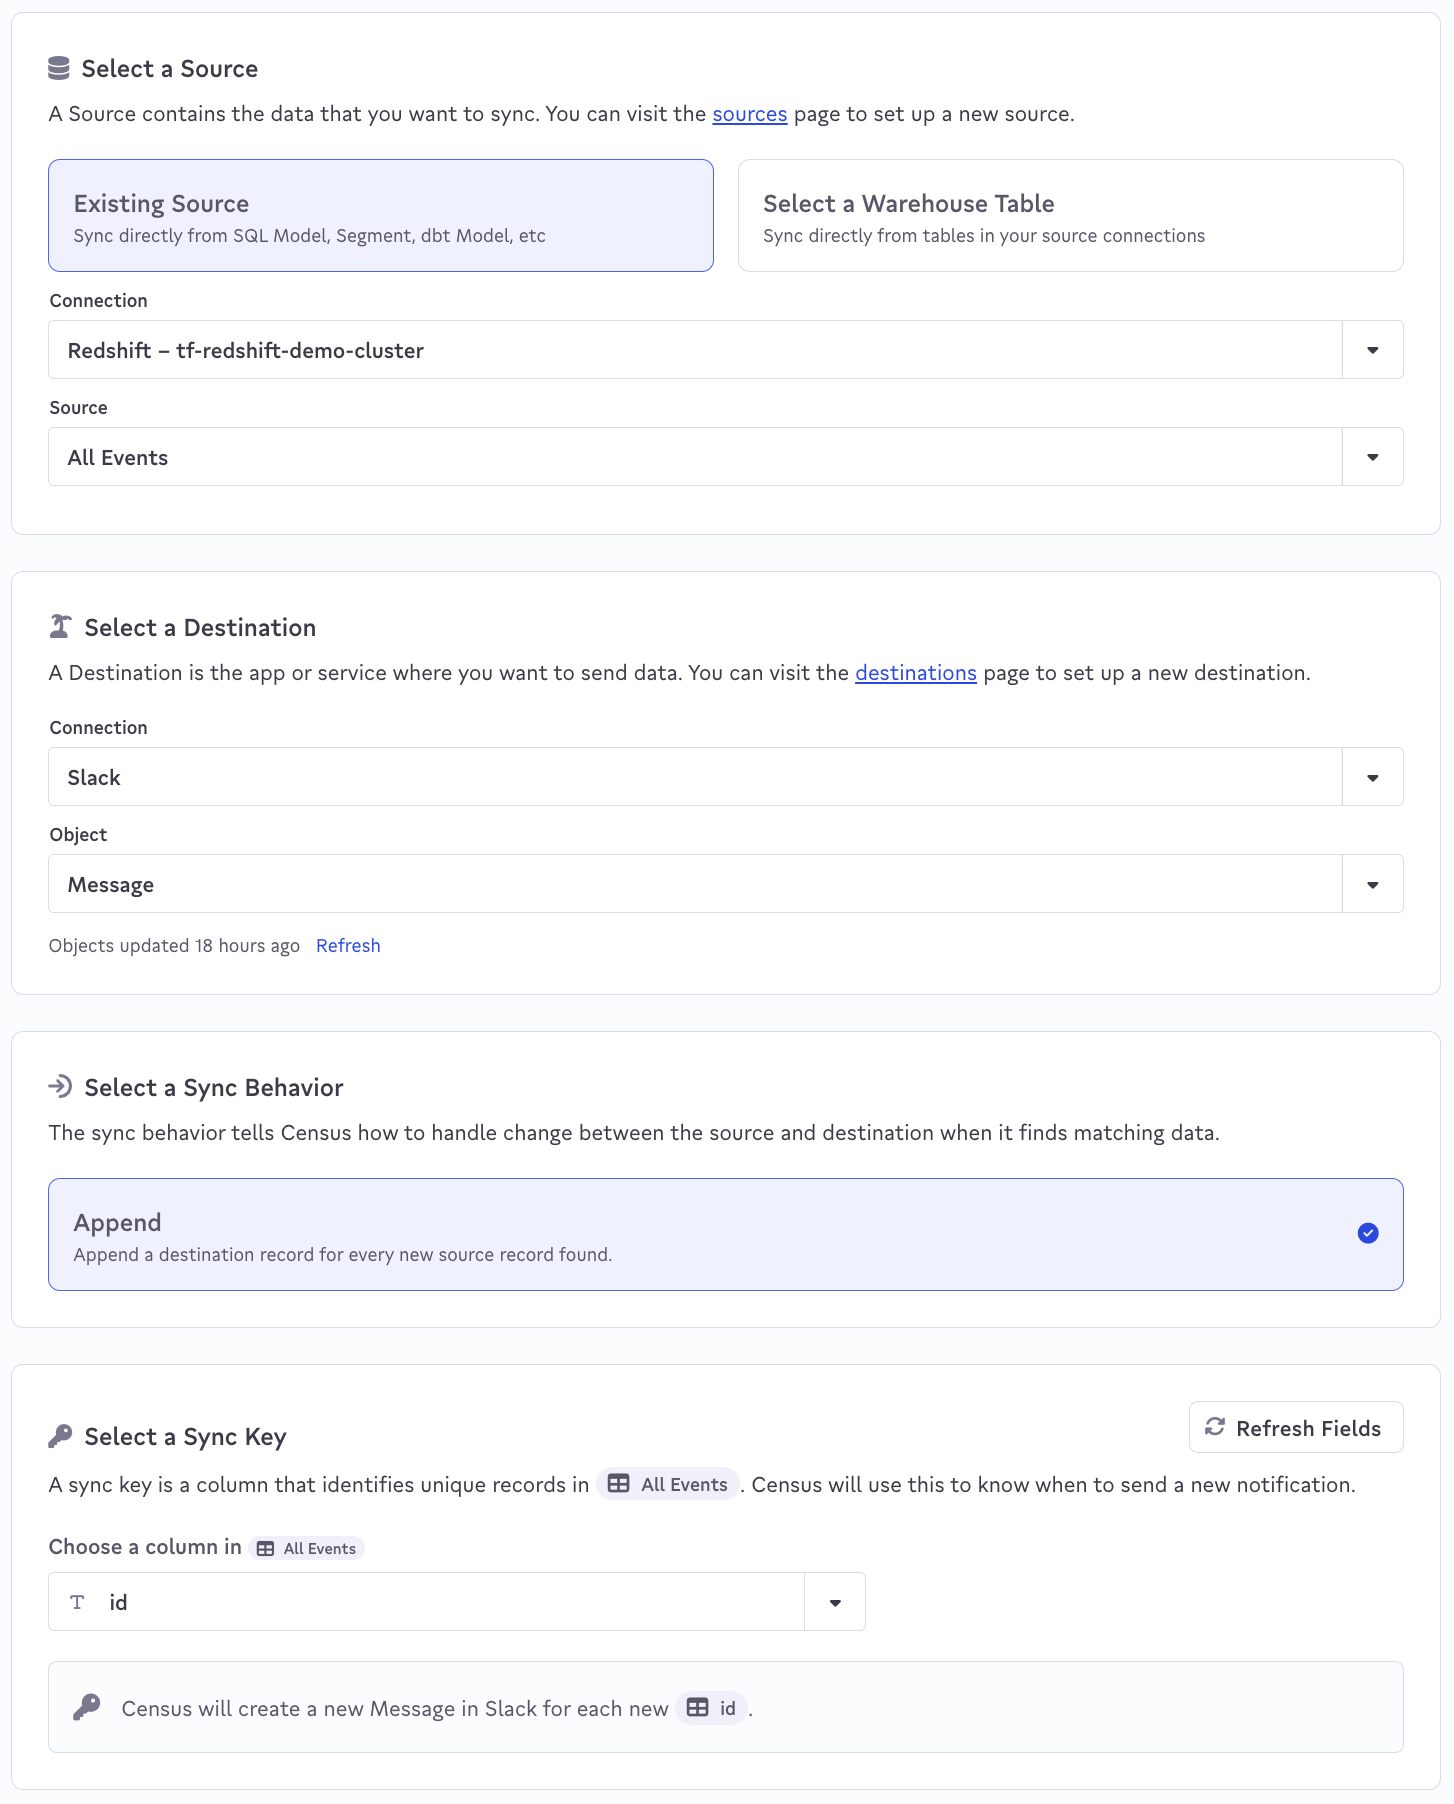 Select a Source
A Source contains the data that you want to sync. You can visit the sources page to set up a new source.
Existing Source
Sync directly from SQL Model, Segment, dbt Model, etc
Select a Warehouse Table
Sync directly from tables in your source connections
Connection
Redshift – tf-redshift-demo-cluster
Source
All Events
Select a Destination
A Destination is the app or service where you want to send data. You can visit the destinations page to set up a new destination.
Connection
Slack
Object
Message
Objects updated 18 hours ago Refresh
Select a Sync Behavior
The sync behavior tells Census how to handle change between the source and destination when it finds matching data.
Append
Append a destination record for every new source record found.
Select a Sync Key
Refresh Fields
A sync key is a column that identifies unique records in All Events. Census will use this to know when to send a new notification.
Choose a column in All Events
T id
Census will create a new Message in Slack for each new id.